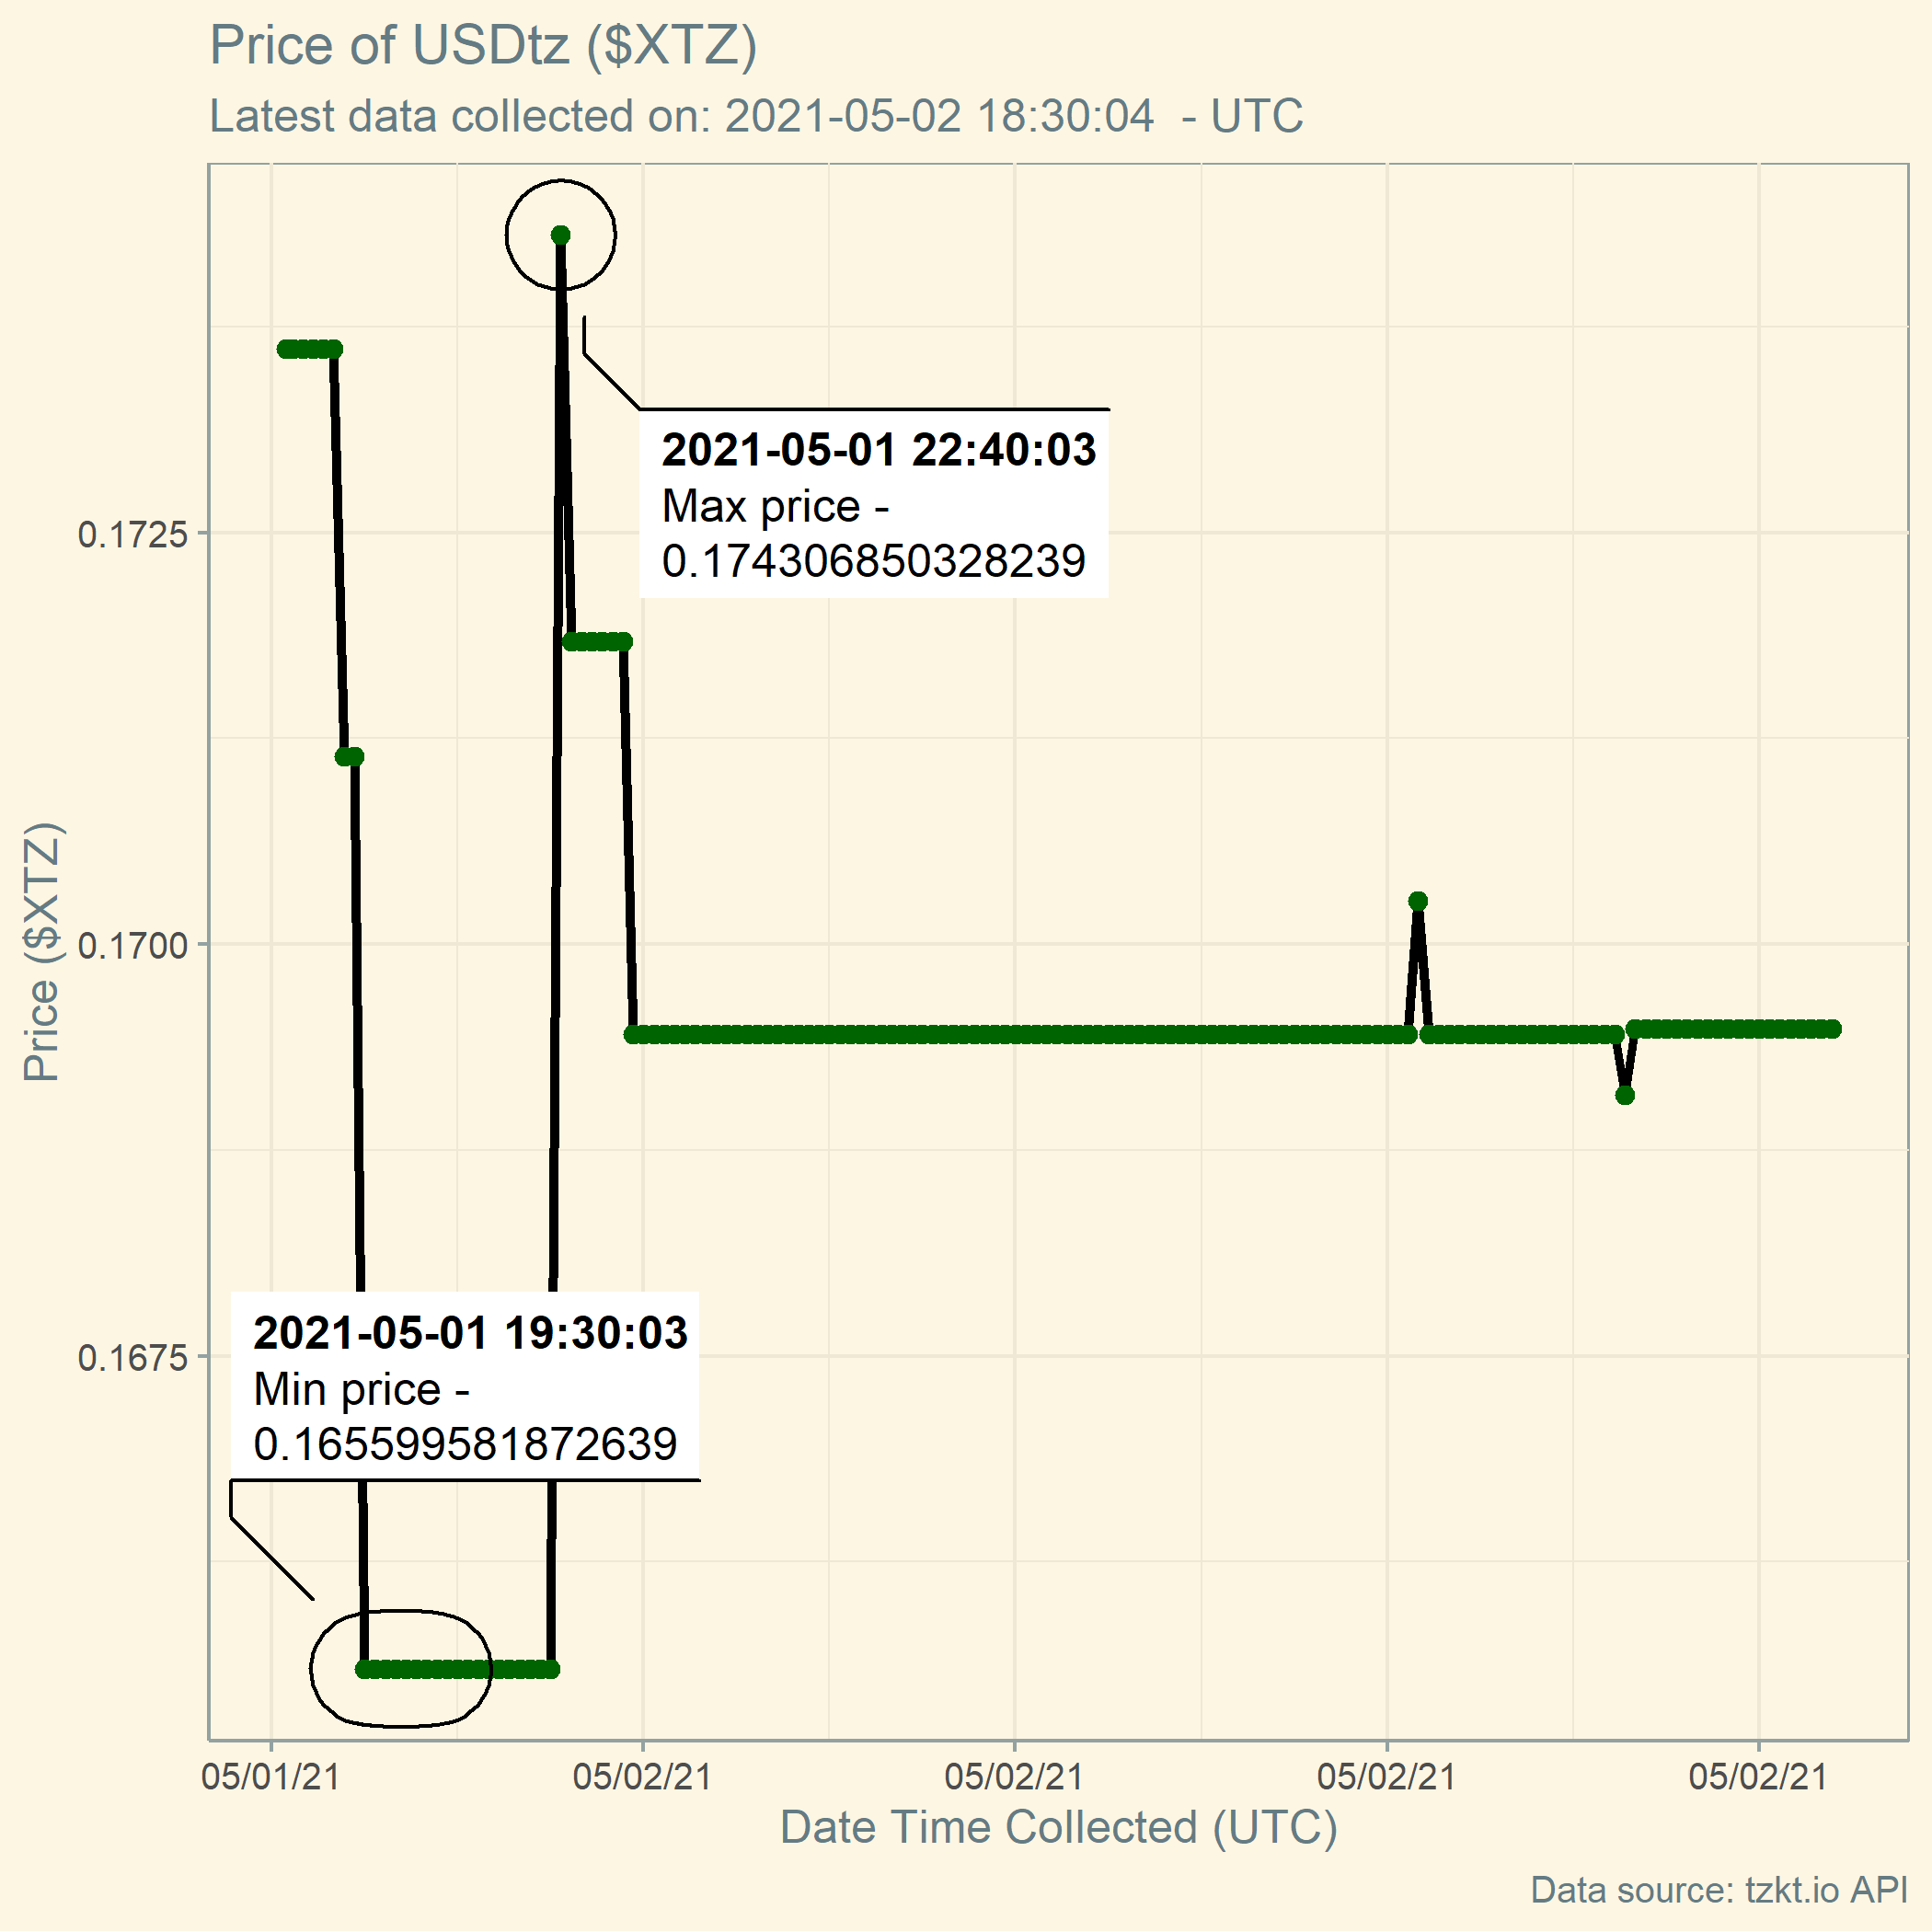 Price of USDtz ($XTZ)
Latest data collected on: 2021-05-02 18:30:04  - UTC
2021-05-01 22:40:03
Max price -
0.174306850328239
0.1725
0.1700
0.1675
Price ($XTZ)
2021-05-01 19:30:03
Min price -
0.165599581872639
05/01/21 05/02/21 05/02/21 05/02/21 05/02/21
Date Time Collected (UTC)
Data source: tzkt.io API